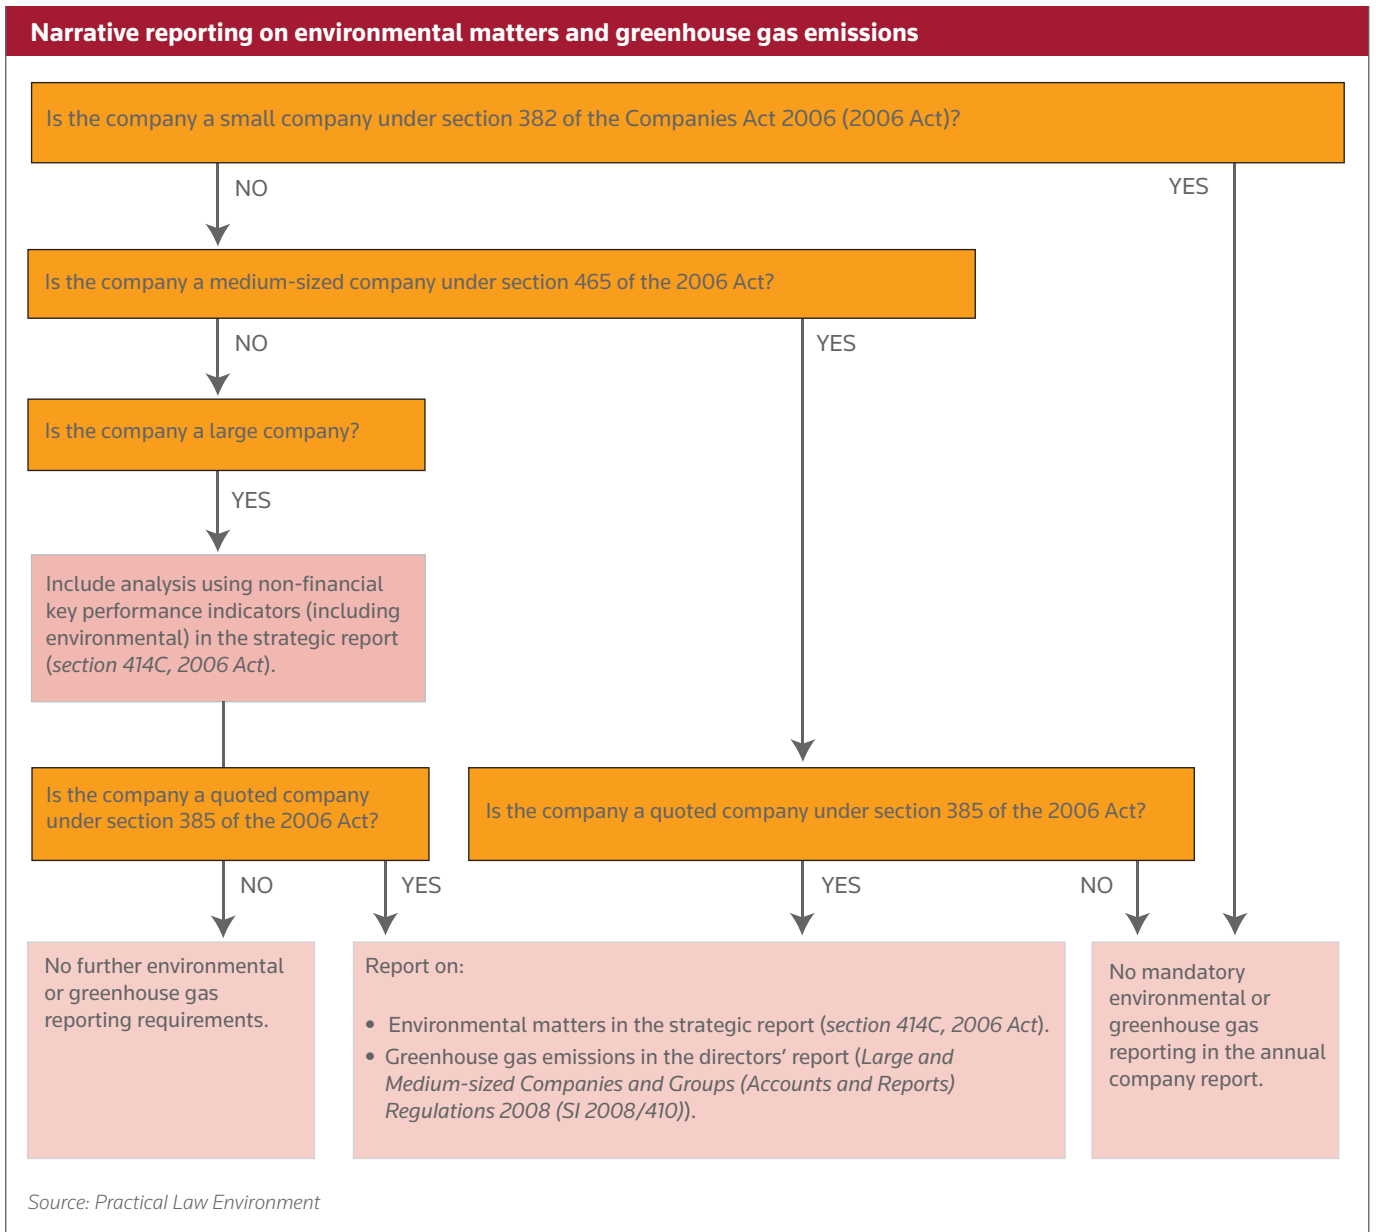 Narrative reporting on environmental matters and greenhouse gas emissions
Is the company a small company under section 382 of the Companies Act 2006 (2006 Act)?
NO
YES
Is the company a medium-sized company under section 465 of the 2006 Act?
NO
YES
Is the company a large company?
YES
Include analysis using non-financial
key performance indicators (including
environmental) in the strategic report
(section 414C, 2006 Act).
Is the company a quoted company
under section 385 of the 2006 Act?
Is the company a quoted company under section 385 of the 2006 Act?
NO
YES
YES
NO
No further environmental
or greenhouse gas
reporting requirements.
Report on:
• Environmental matters in the strategic report (section 414C, 2006 Act).
• Greenhouse gas emissions in the directors’ report (Large and
Medium-sized Companies and Groups (Accounts and Reports)
Regulations 2008 (SI 2008/410)).
No mandatory
environmental or
greenhouse gas
reporting in the annual
company report.
Source: Practical Law Environment